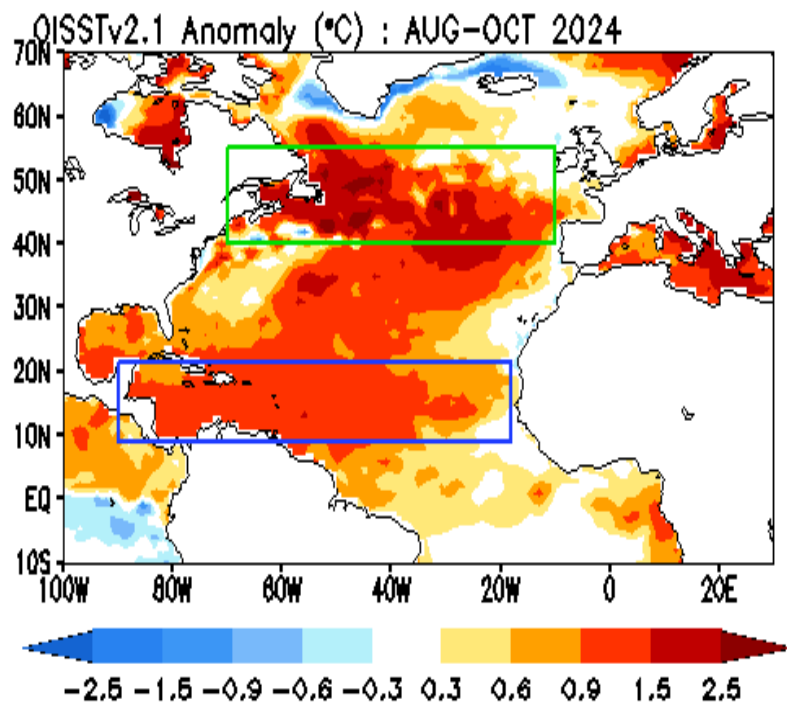 OISSTv2.1 Anomaly (°C) : AUG-OCT 2024
70N
60N
50N
40N
30N
20N
10N
EQ
10S
100W 80W 60W 40W 20W 0 20E
-2.5 -1.5 -0.9 -0.6 -0.3 0.3 0.6 0.9 1.5 2.5